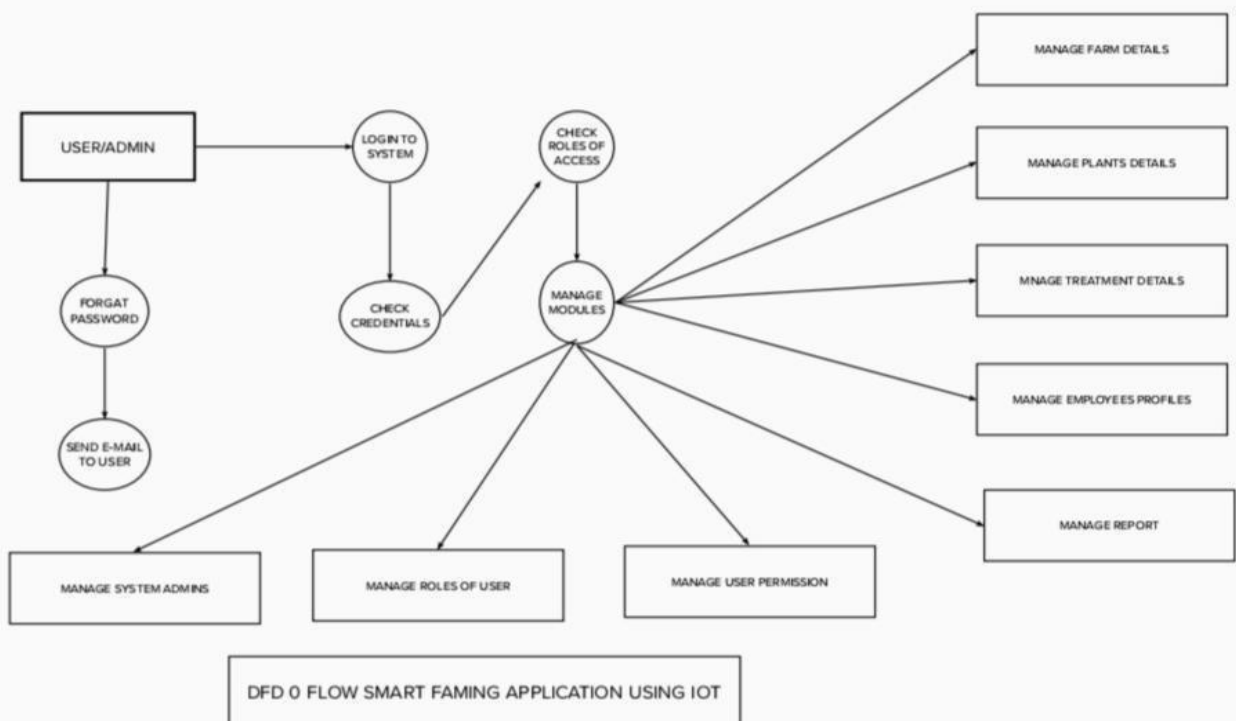 MANAGE FARM DETAILS
USER/ADMIN
LOGIN TO
SYSTEM
CHECK
ROLES OF
ACCESS
MANAGE PLANTS DETAILS
FORGAT
PASSWORD
CHECK
CREDENTIALS
MANAGE
MODULES
MNAGE TREATMENT DETAILS
MANAGE EMPLOYEES PROFILES
SEND E-MAIL
TO USER
MANAGE REPORT
MANAGE SYSTEM ADMINS
MANAGE ROLES OF USER
MANAGE USER PERMISSION
DFD 0 FLOW SMART FAMING APPLICATION USING IOT